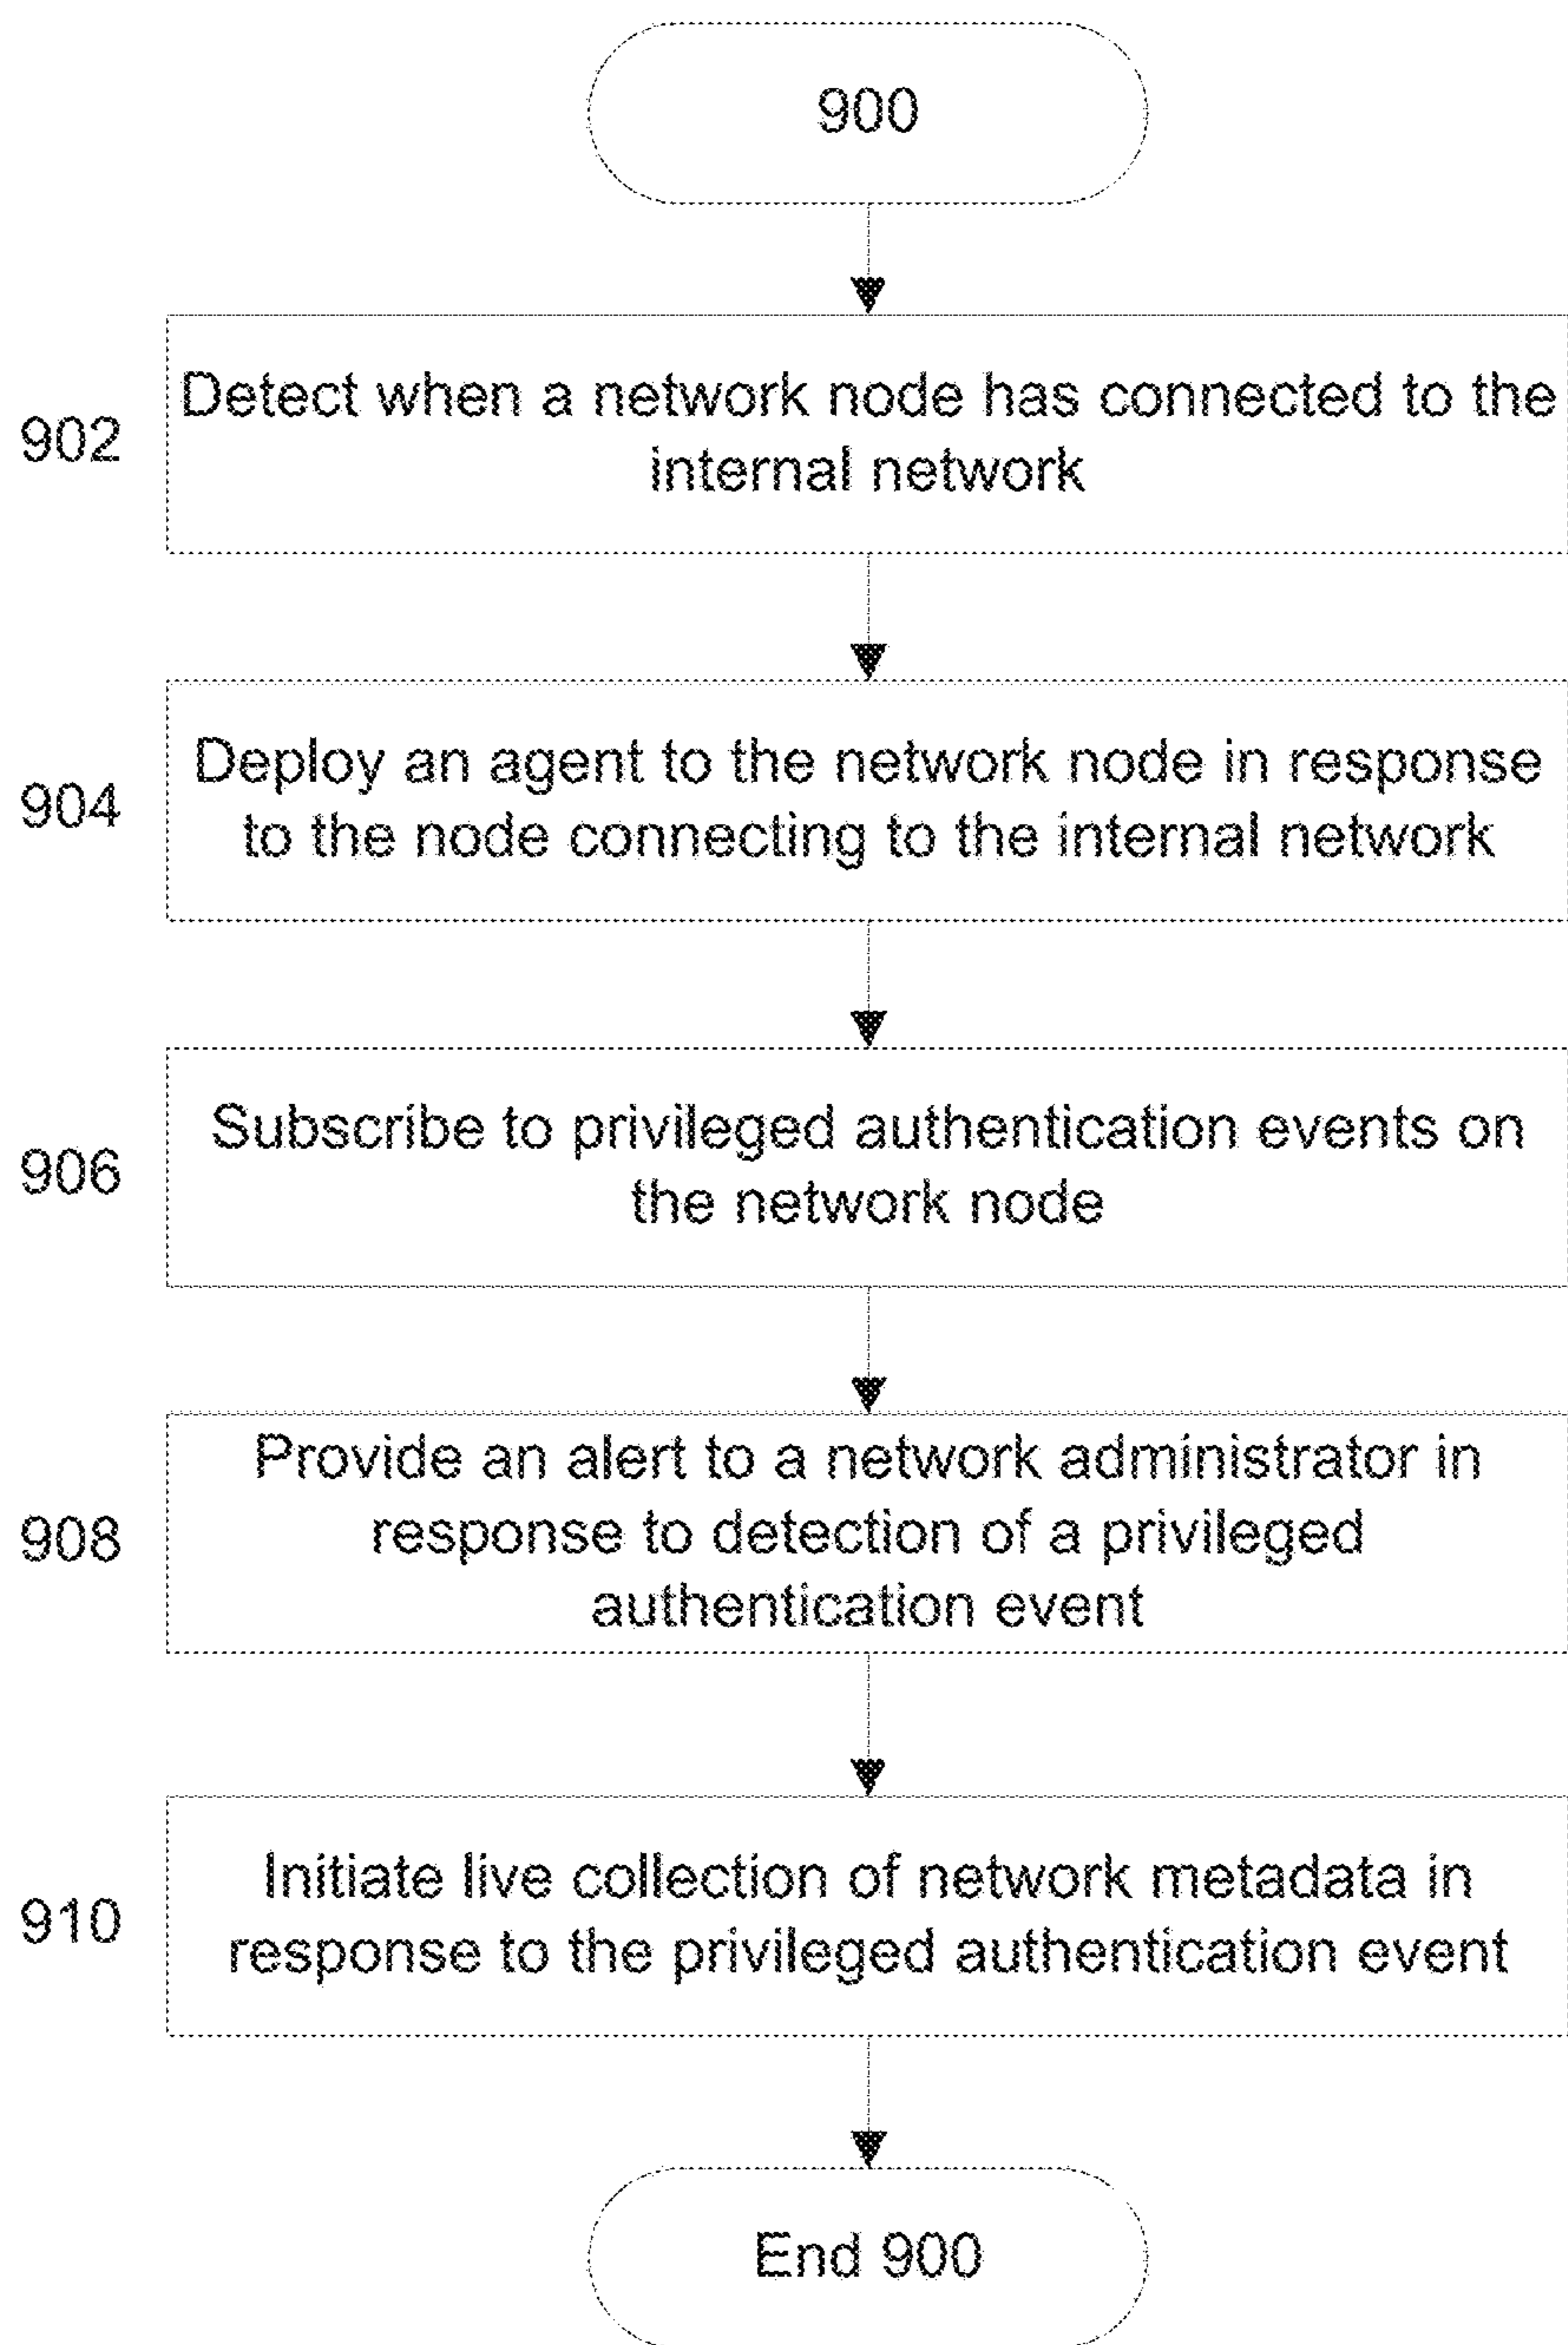 900
902
Detect when a network node has connected to the
internal network
904
Deploy an agent to the network node in response
to the node connecting to the internal network
906
Subscribe to privileged authentication events on
the network node
908
Provide an alert to a network administrator in
response to detection of a privileged
authentication event
910
Initiate live collection of network metadata in
response to the privileged authentication event
End 900